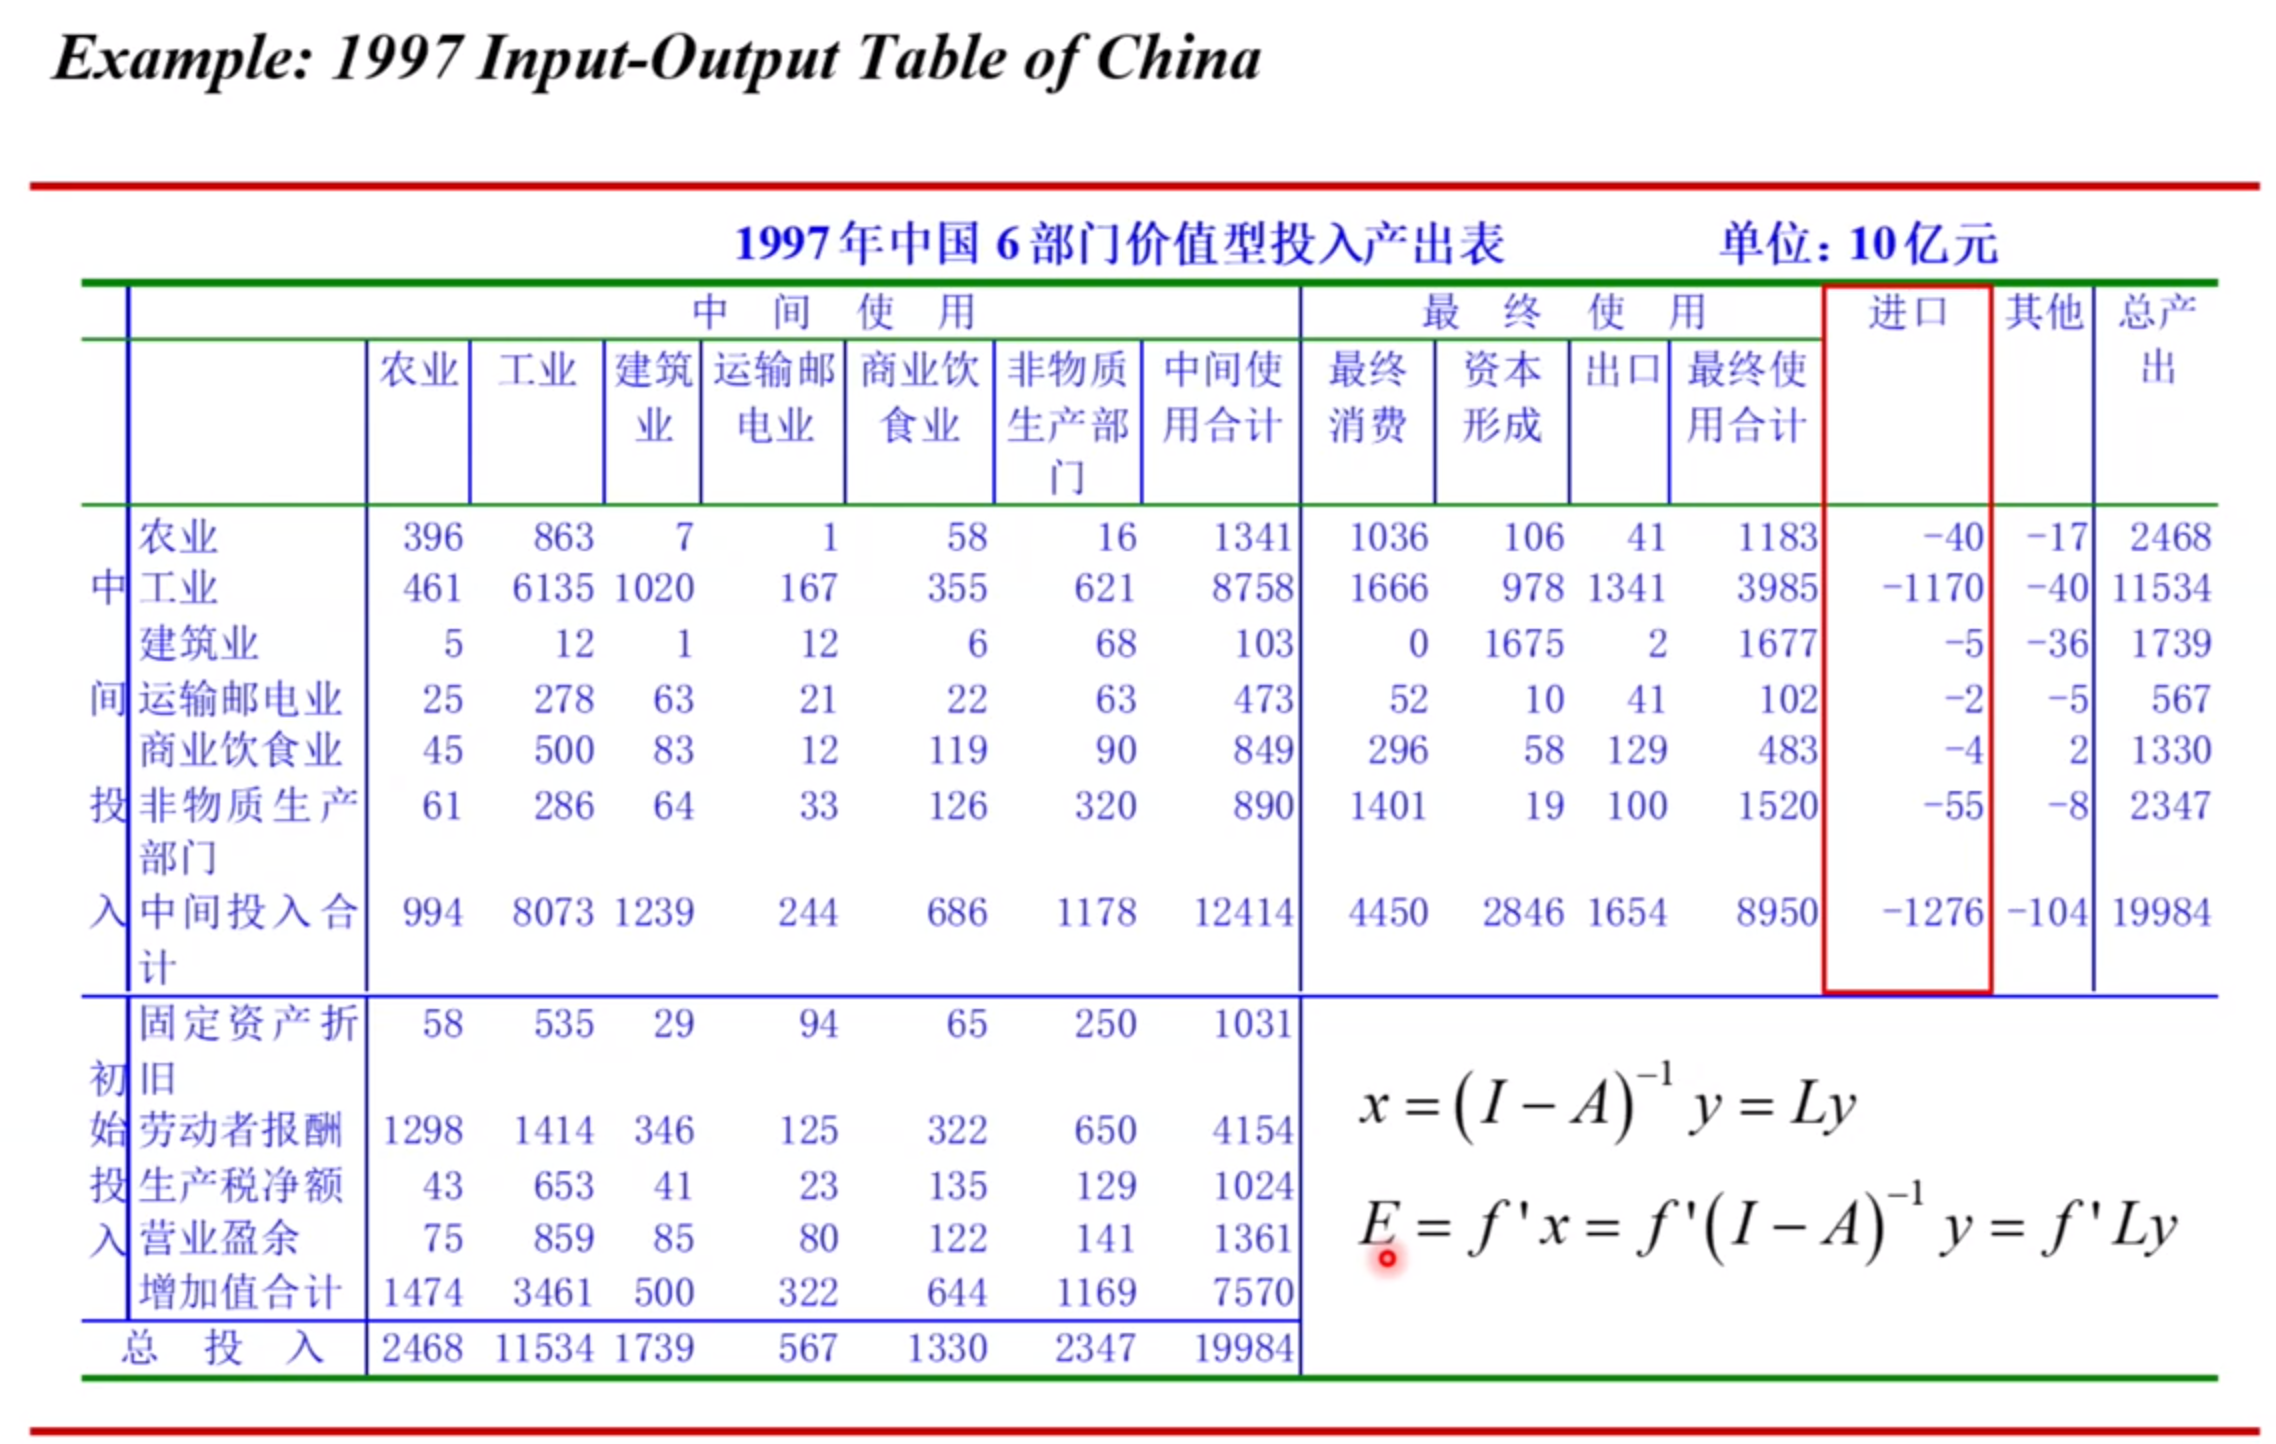 Example: 1997 Input-Output Table of China
1997年中国 6 部门价值型投入产出表 单位: 10亿元
中 间 使 用 最 终 使 用 进口 其他 总产出
农业 工业 建筑业 运输邮电业 商业饮食业 非物质生产部门 中间使用合计 最终消费 资本形成 出口 最终使用合计
中间投入
农业 396 863 7 1 58 16 1341 1036 106 41 1183 −40 −17 2468
工业 461 6135 1020 167 355 621 8758 1666 978 1341 3985 −1170 −40 11534
建筑业 5 12 1 12 6 68 103 0 1675 2 1677 −5 −36 1739
运输邮电业 25 278 63 21 22 63 473 52 10 41 102 −2 −5 567
商业饮食业 45 500 83 12 119 90 849 296 58 129 483 −4 2 1330
非物质生产部门 61 286 64 33 126 320 890 1401 19 100 1520 −55 −8 2347
中间投入合计 994 8073 1239 244 686 1178 12414 4450 2846 1654 8950 −1276 −104 19984
初始投入
固定资产折旧 58 535 29 94 65 250 1031
劳动者报酬 1298 1414 346 125 322 650 4154
生产税净额 43 653 41 23 135 129 1024
营业盈余 75 859 85 80 122 141 1361
增加值合计 1474 3461 500 322 644 1169 7570
总 投 入 2468 11534 1739 567 1330 2347 19984
x = (I − A)⁻¹ y = Ly
E = f'x = f'(I − A)⁻¹ y = f'Ly